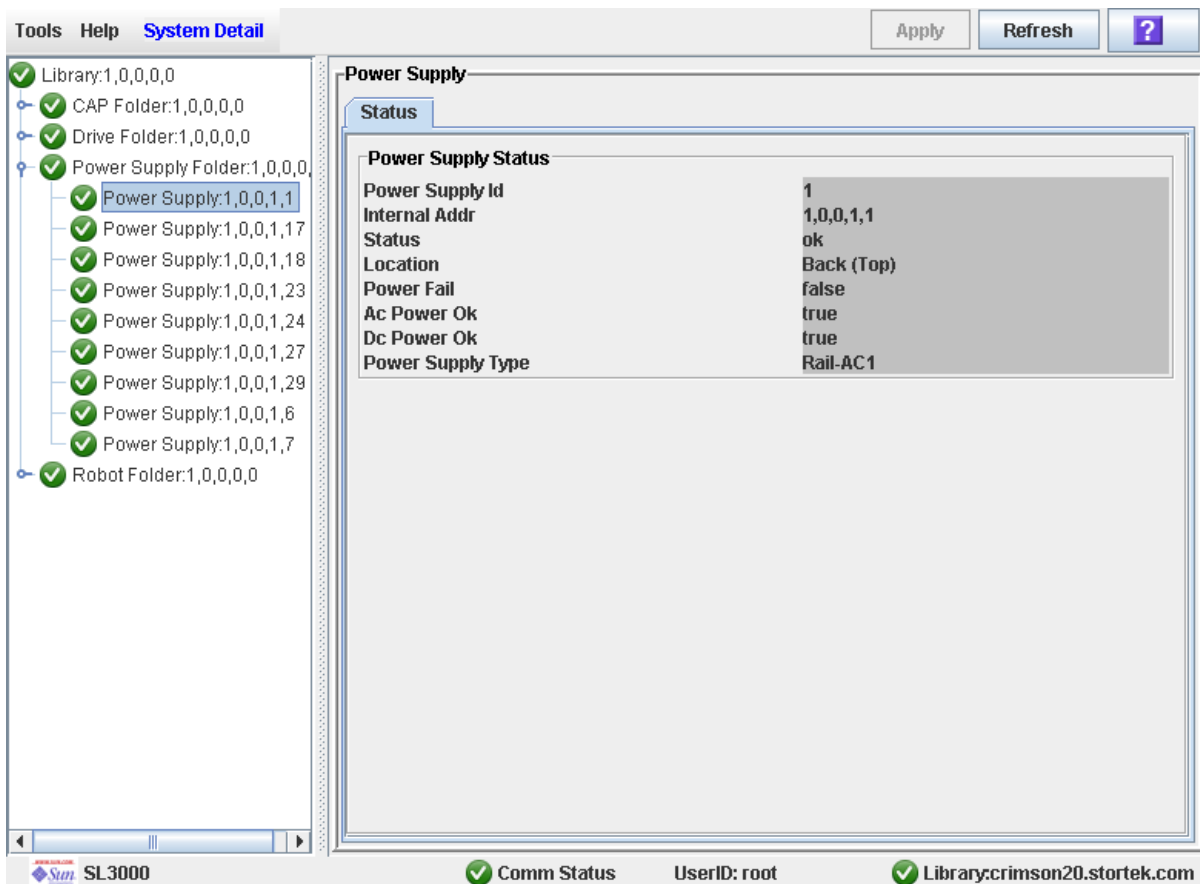 Tools Help System Detail
Apply Refresh ?
Library:1,0,0,0,0
CAP Folder:1,0,0,0,0
Drive Folder:1,0,0,0,0
Power Supply Folder:1,0,0,0,
Power Supply:1,0,0,1,1
Power Supply:1,0,0,1,17
Power Supply:1,0,0,1,18
Power Supply:1,0,0,1,23
Power Supply:1,0,0,1,24
Power Supply:1,0,0,1,27
Power Supply:1,0,0,1,29
Power Supply:1,0,0,1,6
Power Supply:1,0,0,1,7
Robot Folder:1,0,0,0,0
Power Supply
Status
Power Supply Status
Power Supply Id 1
Internal Addr 1,0,0,1,1
Status ok
Location Back (Top)
Power Fail false
Ac Power Ok true
Dc Power Ok true
Power Supply Type Rail-AC1
Sun SL3000 Comm Status UserID: root Library:crimson20.stortek.com